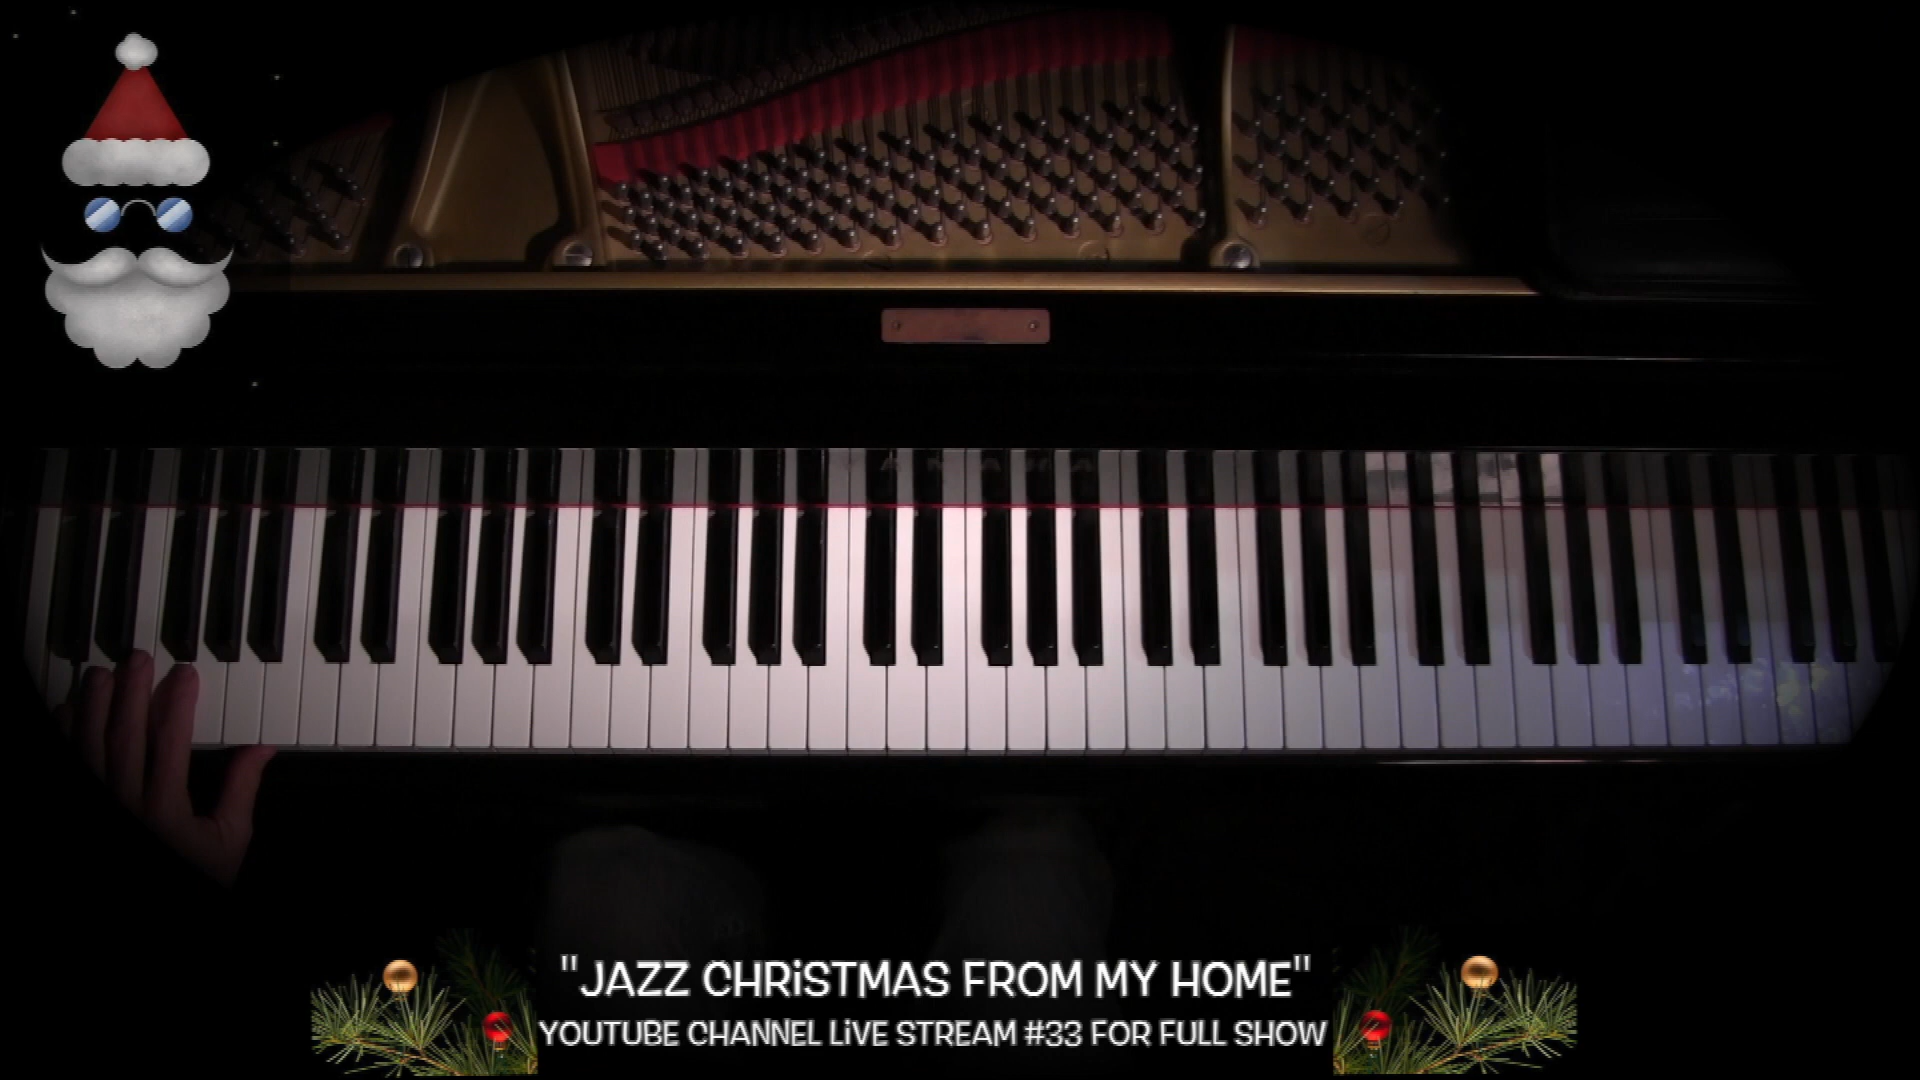 "JAZZ CHRiSTMAS FROM MY HOME"
YOUTUBE CHANNEL LiVE STREAM #33 FOR FULL SHOW